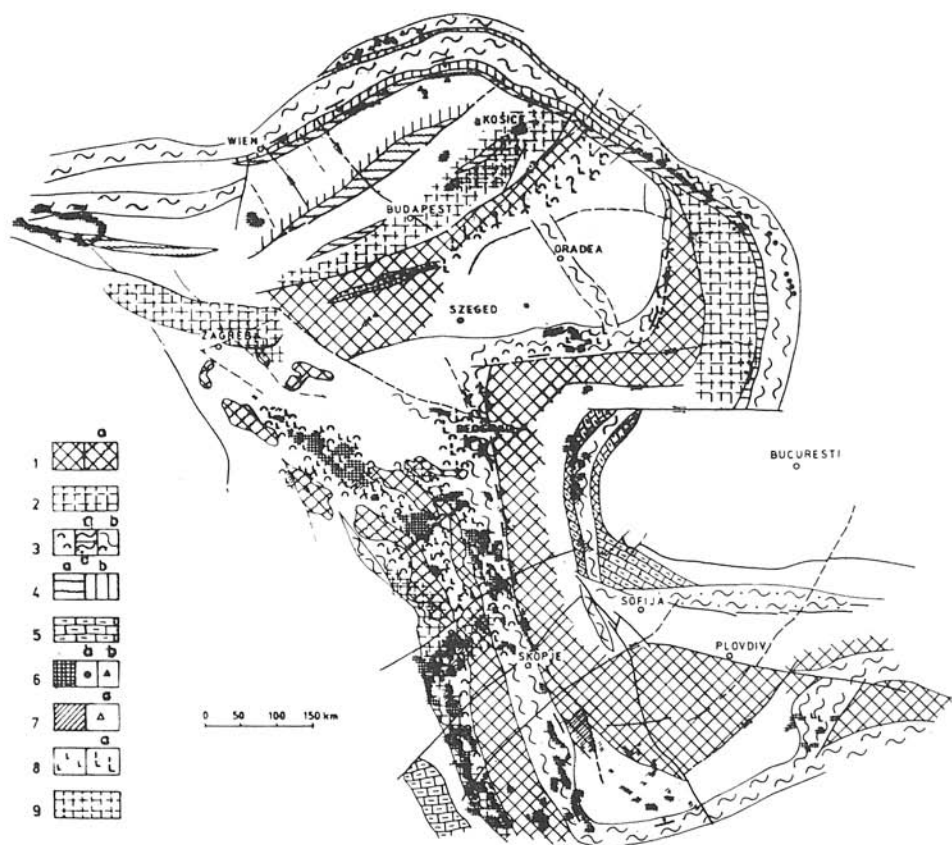 WIEN
KOŠICE
BUDAPEST
ORADEA
SZEGED
ZAGREB
BEOGRAD
BUCURESTI
SOFIJA
PLOVDIV
SKOPJE
a
1
2
a b
3
a b
4
5
a b
6
a
7
a
8
9
0 50 100 150 km